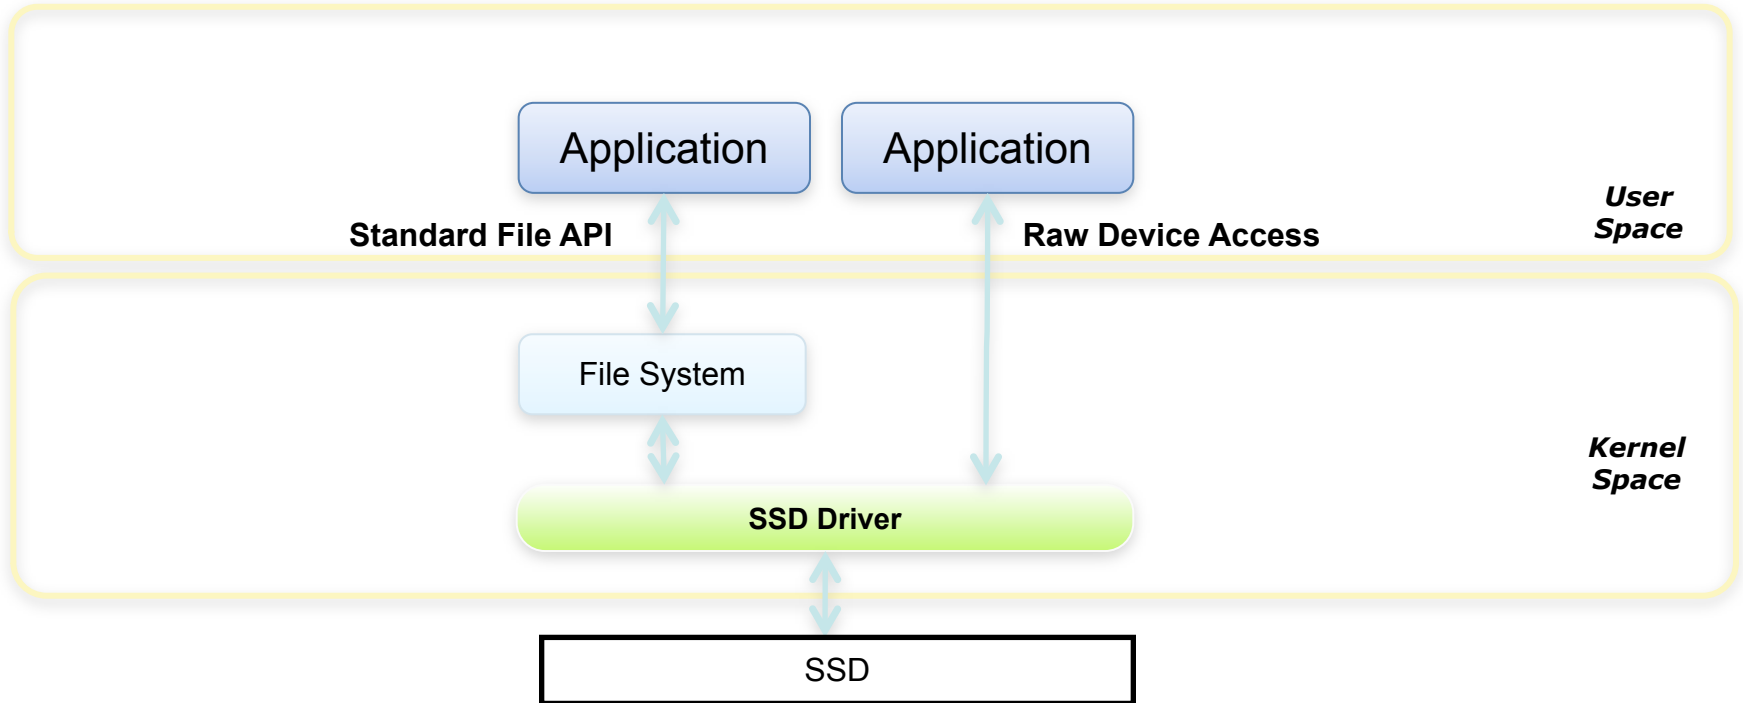 Application
Application
User
Space
Standard File API
Raw Device Access
File System
Kernel
Space
SSD Driver
SSD